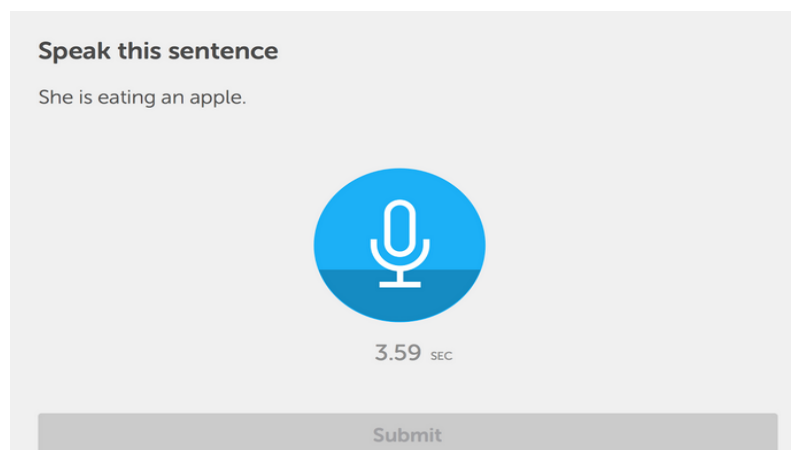 Speak this sentence
She is eating an apple.
3.59 SEC
Submit